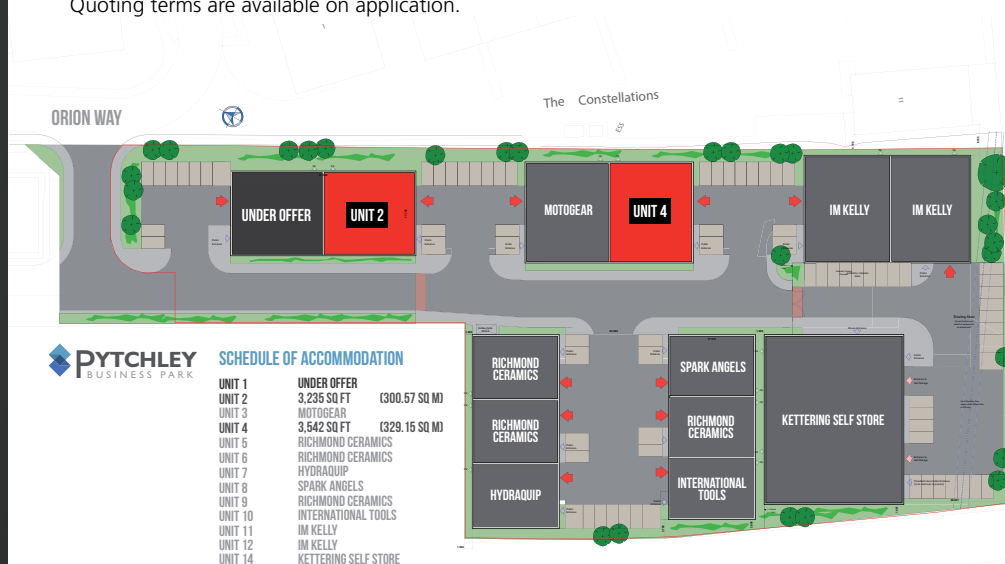 Quoting terms are available on application.
The Constellations
ORION WAY
ESS
UNDER OFFER
UNIT 2
MOTOGEAR
UNIT 4
IM KELLY
IM KELLY
PYTCHLEY
BUSINESS PARK
SCHEDULE OF ACCOMMODATION
UNIT 1 UNDER OFFER
UNIT 2 3,235 SQ FT (300.57 SQ M)
UNIT 3 MOTOGEAR
UNIT 4 3,542 SQ FT (329.15 SQ M)
UNIT 5 RICHMOND CERAMICS
UNIT 6 RICHMOND CERAMICS
UNIT 7 HYDRAQUIP
UNIT 8 SPARK ANGELS
UNIT 9 RICHMOND CERAMICS
UNIT 10 INTERNATIONAL TOOLS
UNIT 11 IM KELLY
UNIT 12 IM KELLY
UNIT 14 KETTERING SELF STORE
RICHMOND
CERAMICS
RICHMOND
CERAMICS
HYDRAQUIP
SPARK ANGELS
RICHMOND
CERAMICS
INTERNATIONAL
TOOLS
KETTERING SELF STORE